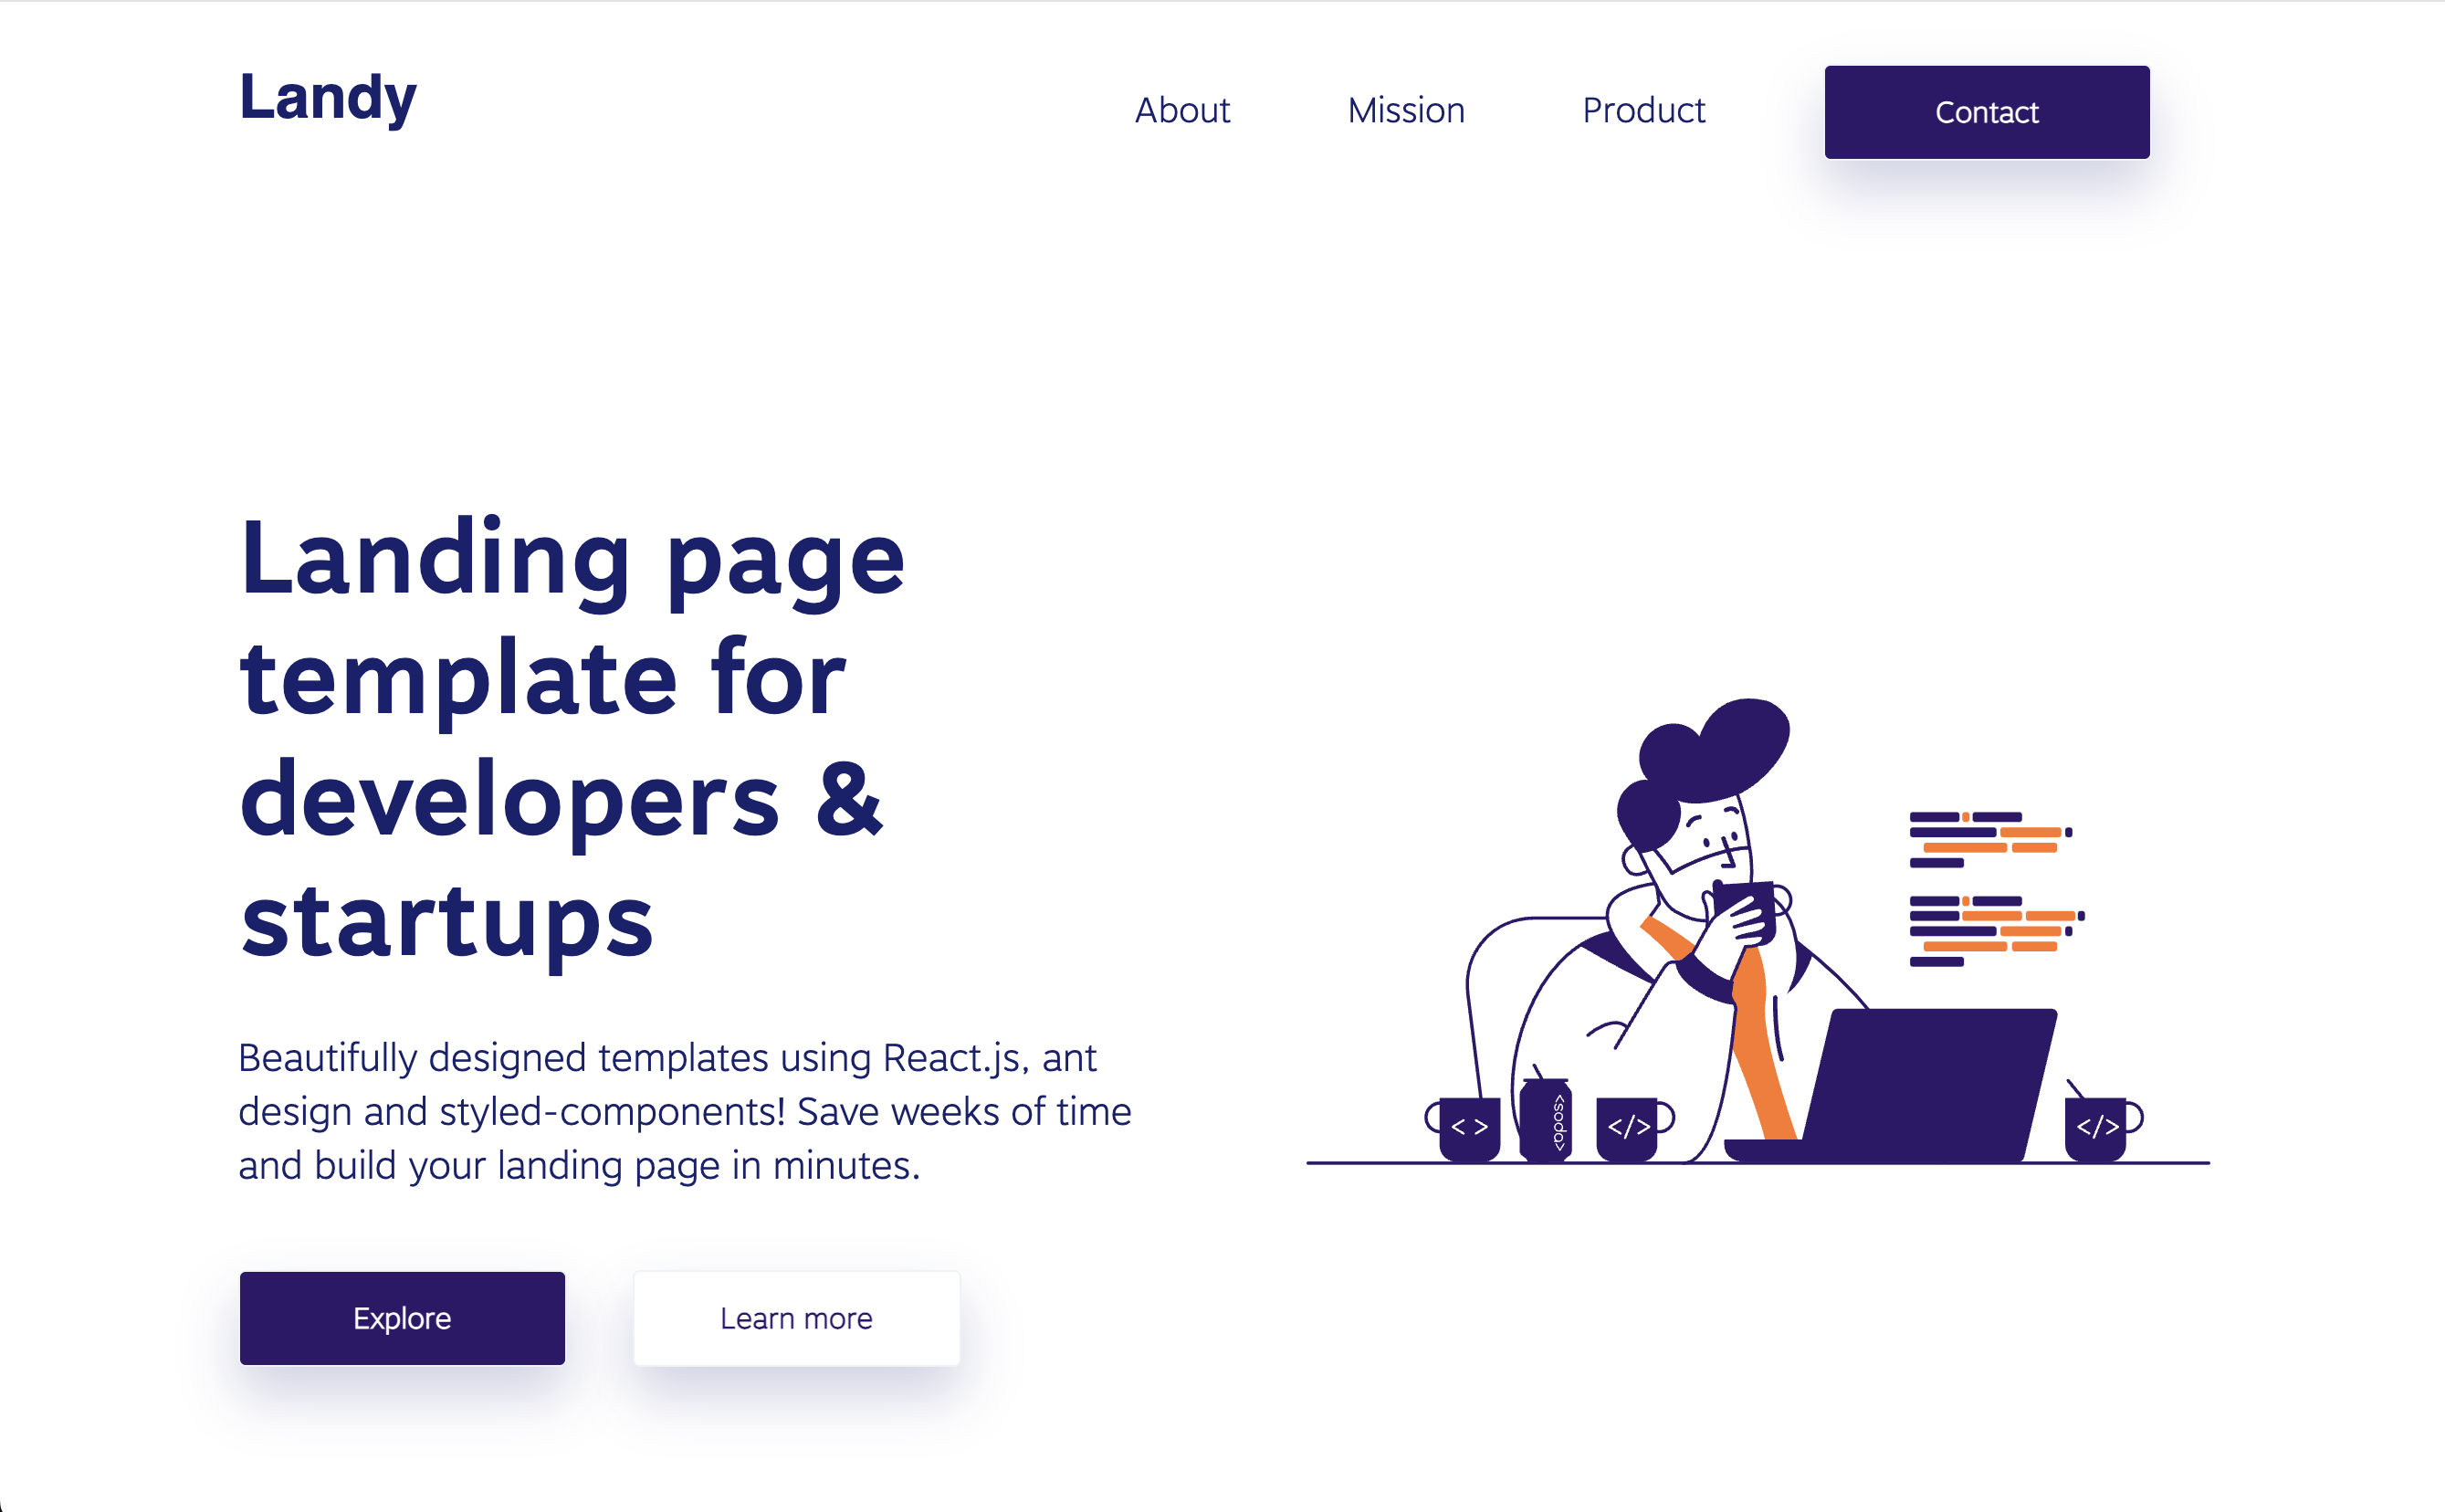 Landy
About Mission Product Contact
Landing page
template for
developers &
startups
Beautifully designed templates using React.js, ant
design and styled-components! Save weeks of time
and build your landing page in minutes.
Explore Learn more
< >
<soda>
</>
</>